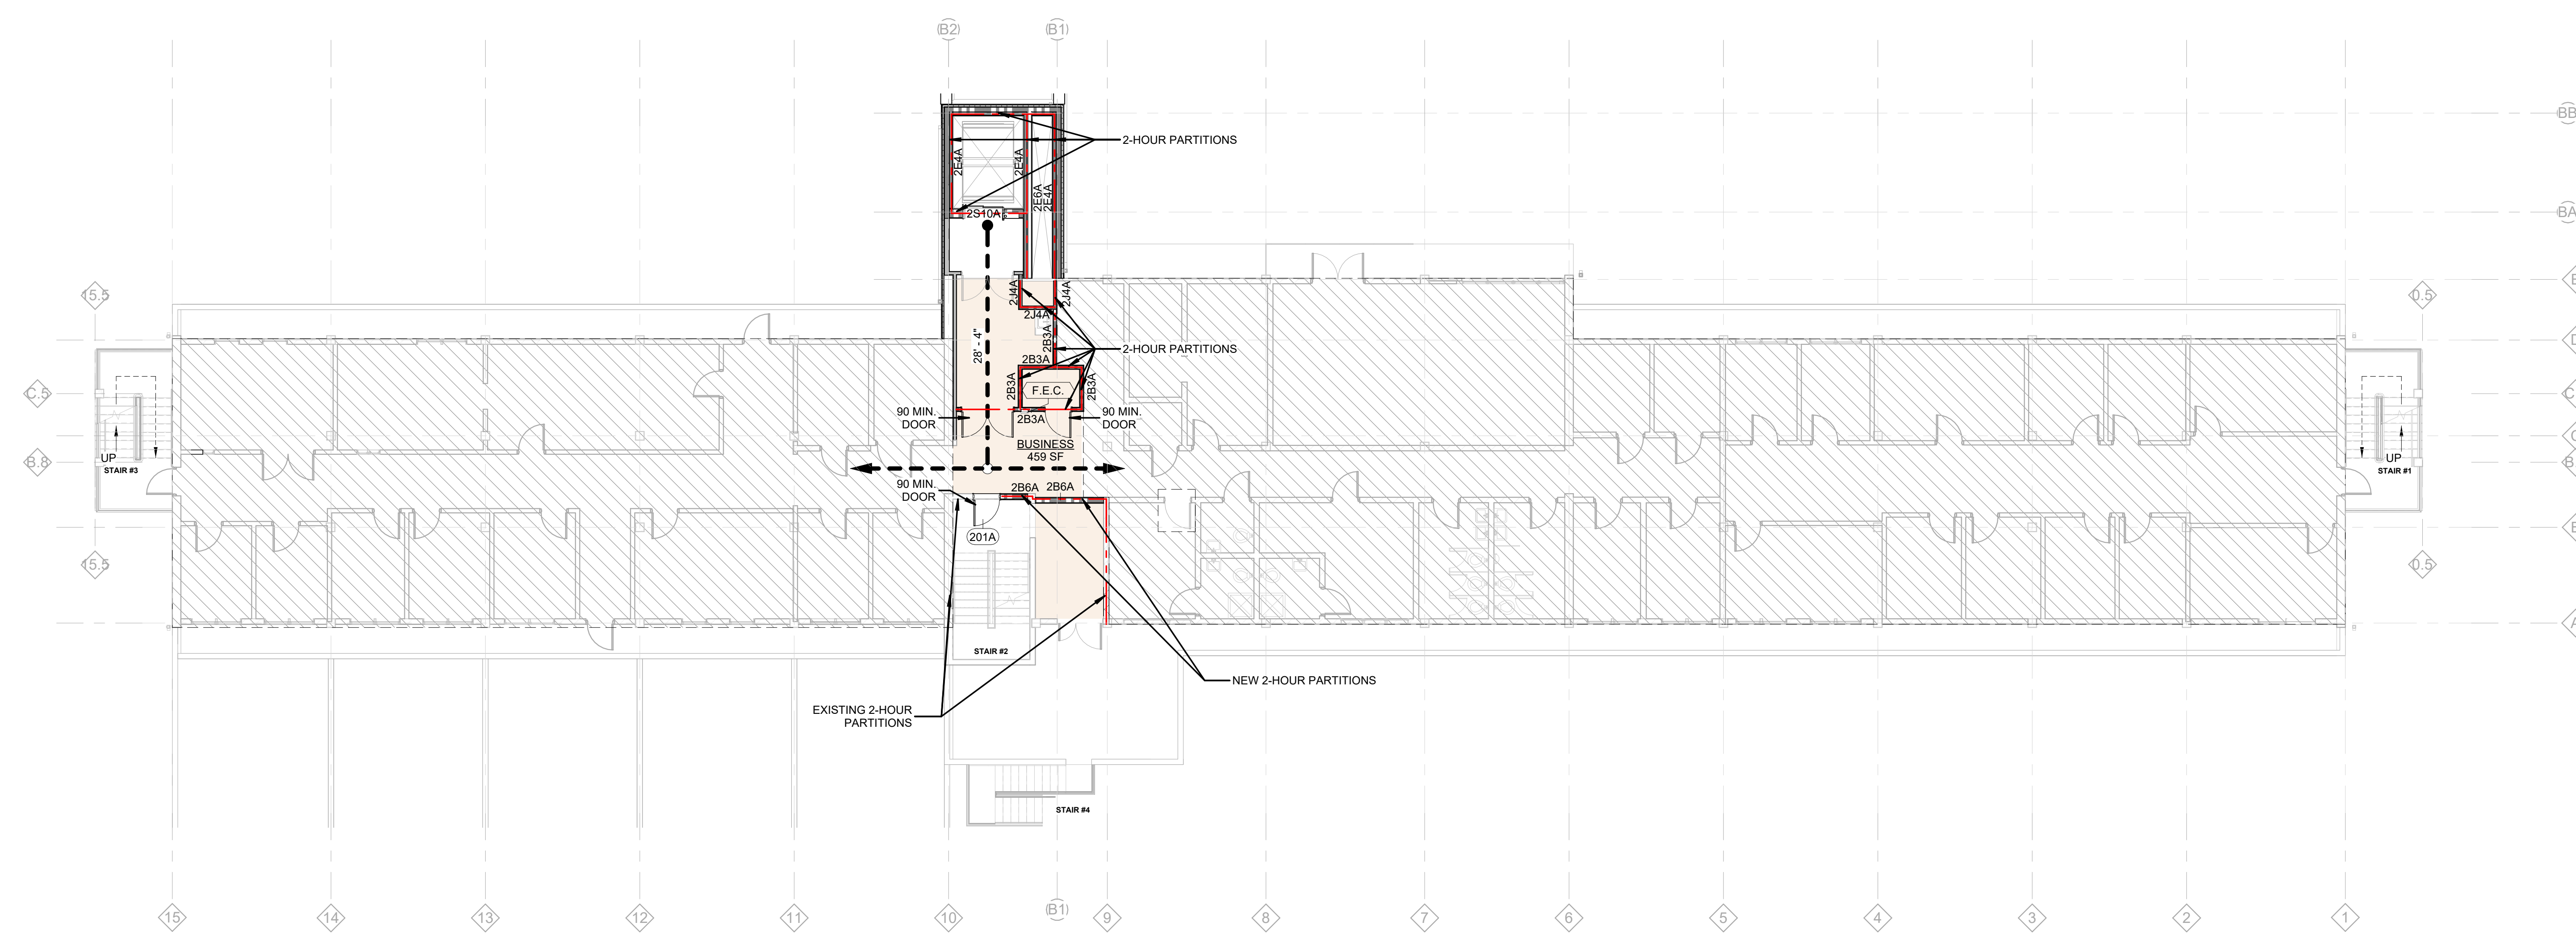 (B2)
(B1)
BB
BA
2-HOUR PARTITIONS
2E4A
2E4A
2E6A
2E4A
2S10A
15.5
0.5
2J4A
2J4A
2J4A
28' - 4"
2B3A
2-HOUR PARTITIONS
2B3A
2B3A
F.E.C.
2B3A
C.5
90 MIN.
DOOR
2B3A
90 MIN.
DOOR
BUSINESS
459 SF
B.8
UP
STAIR #3
UP
STAIR #1
90 MIN.
DOOR
2B6A
2B6A
201A
15.5
0.5
A
STAIR #2
NEW 2-HOUR PARTITIONS
EXISTING 2-HOUR
PARTITIONS
STAIR #4
15
14
13
12
11
10
(B1)
9
8
7
6
5
4
3
2
1